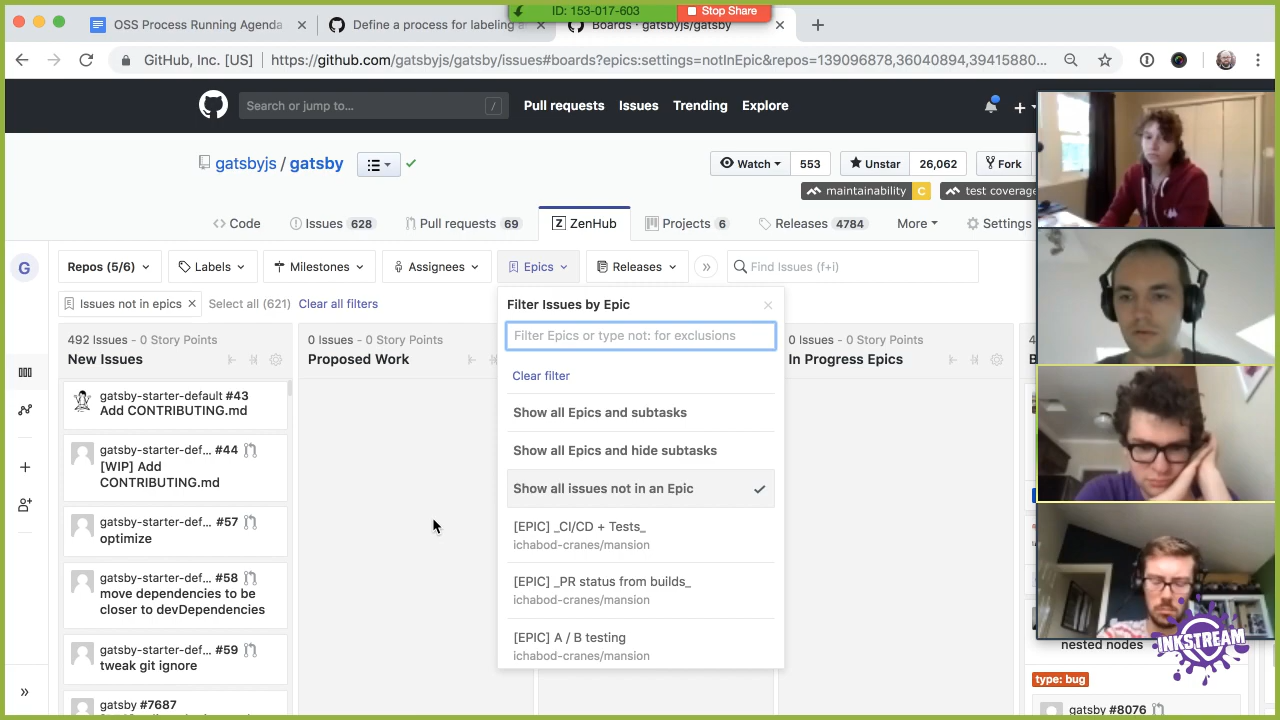 ID: 153-017-603
Stop Share
OSS Process Running Agenda
Define a process for labeling a
Boards · gatsbyjs/gatsby
GitHub, Inc. [US]
https://github.com/gatsbyjs/gatsby/issues#boards?epics:settings=notInEpic&repos=139096878,36040894,39415880...
Search or jump to...
/
Pull requests
Issues
Trending
Explore
gatsbyjs / gatsby
Watch
553
Unstar
26,062
Fork
maintainability
C
test coverage
Code
Issues 628
Pull requests 69
ZenHub
Projects 6
Releases 4784
More
Settings
G
Repos (5/6)
Labels
Milestones
Assignees
Epics
Releases
»
Find Issues (f+i)
Issues not in epics ×
Select all (621)
Clear all filters
492 Issues - 0 Story Points
New Issues
gatsby-starter-default #43
Add CONTRIBUTING.md
gatsby-starter-def... #44
[WIP] Add
CONTRIBUTING.md
gatsby-starter-def... #57
optimize
gatsby-starter-def... #58
move dependencies to be
closer to devDependencies
gatsby-starter-def... #59
tweak git ignore
gatsby #7687
0 Issues - 0 Story Points
Proposed Work
Filter Issues by Epic
Filter Epics or type not: for exclusions
Clear filter
Show all Epics and subtasks
Show all Epics and hide subtasks
Show all issues not in an Epic
[EPIC] _CI/CD + Tests_
ichabod-cranes/mansion
[EPIC] _PR status from builds_
ichabod-cranes/mansion
[EPIC] A / B testing
ichabod-cranes/mansion
0 Issues - 0 Story Points
In Progress Epics
nested nodes
type: bug
gatsby #8076
INKSTREAM